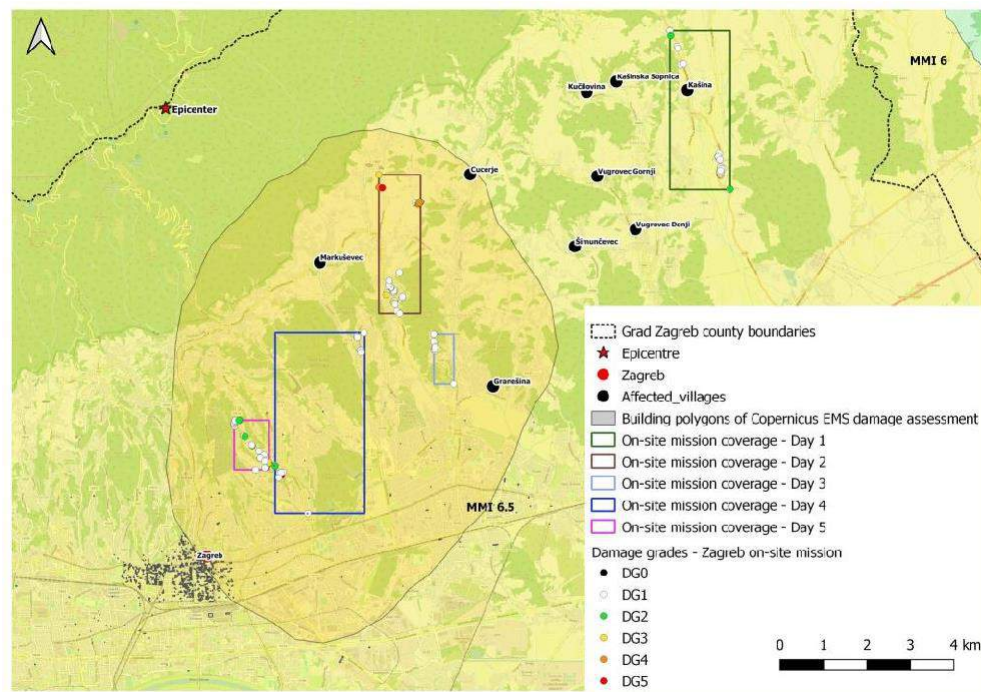 MMI 6
Kašinska Sopnica
Kučilovina
Kašina
Epicenter
Čučerje
Vugrovec Gornji
Vugrovec Donji
Šimunčevec
Markuševec
Granešina
MMI 6.5
Zagreb
Grad Zagreb county boundaries
Epicentre
Zagreb
Affected_villages
Building polygons of Copernicus EMS damage assessment
On-site mission coverage - Day 1
On-site mission coverage - Day 2
On-site mission coverage - Day 3
On-site mission coverage - Day 4
On-site mission coverage - Day 5
Damage grades - Zagreb on-site mission
DG0
DG1
DG2
DG3
DG4
DG5
0 1 2 3 4 km